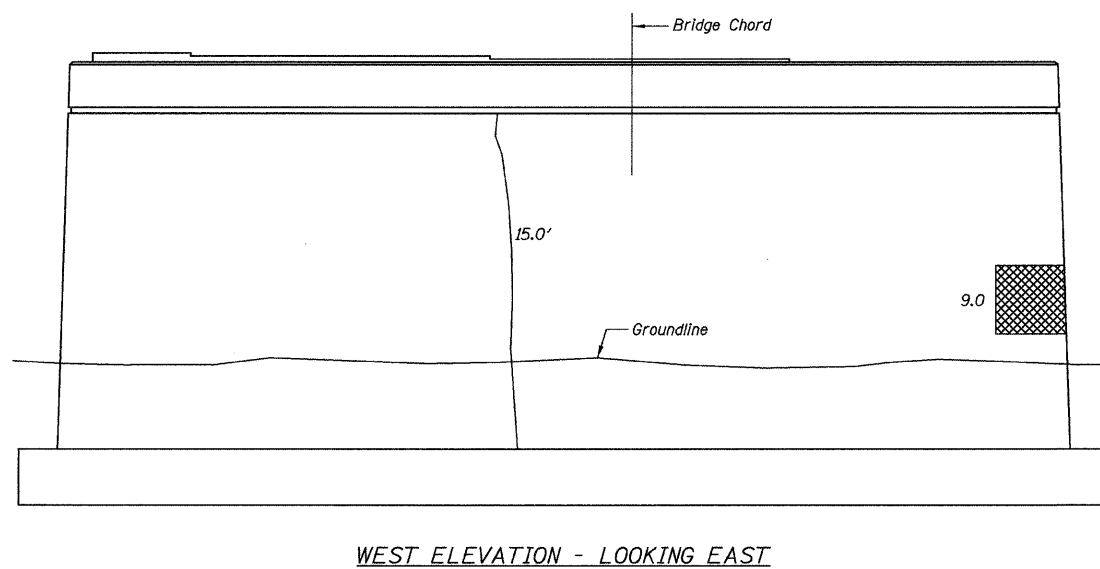 Bridge Chord
15.0'
9.0
Groundline
WEST ELEVATION - LOOKING EAST